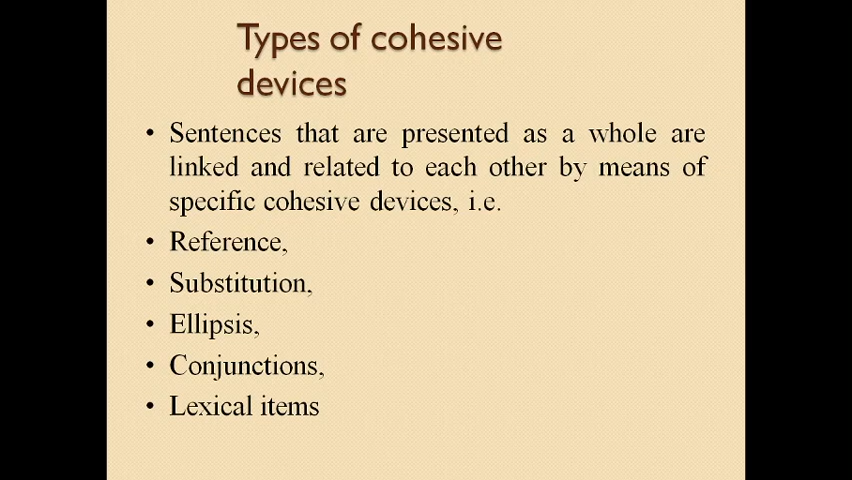 Types of cohesive
devices
• Sentences that are presented as a whole are
linked and related to each other by means of
specific cohesive devices, i.e.
• Reference,
• Substitution,
• Ellipsis,
• Conjunctions,
• Lexical items